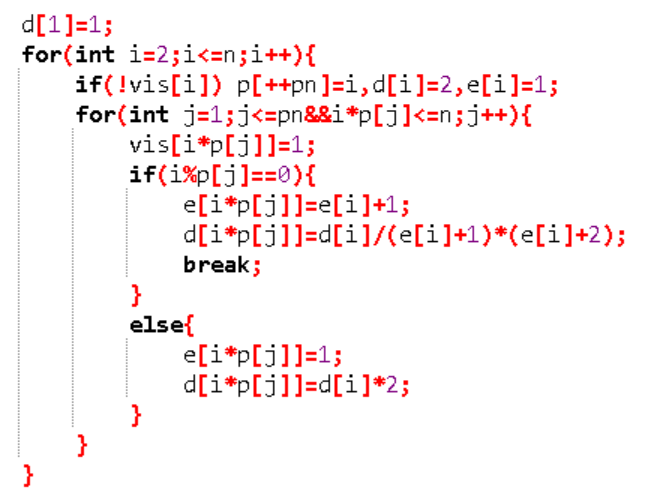 d[1]=1;
for(int i=2;i<=n;i++){
    if(!vis[i]) p[++pn]=i,d[i]=2,e[i]=1;
    for(int j=1;j<=pn&&i*p[j]<=n;j++){
        vis[i*p[j]]=1;
        if(i%p[j]==0){
            e[i*p[j]]=e[i]+1;
            d[i*p[j]]=d[i]/(e[i]+1)*(e[i]+2);
            break;
        }
        else{
            e[i*p[j]]=1;
            d[i*p[j]]=d[i]*2;
        }
    }
}